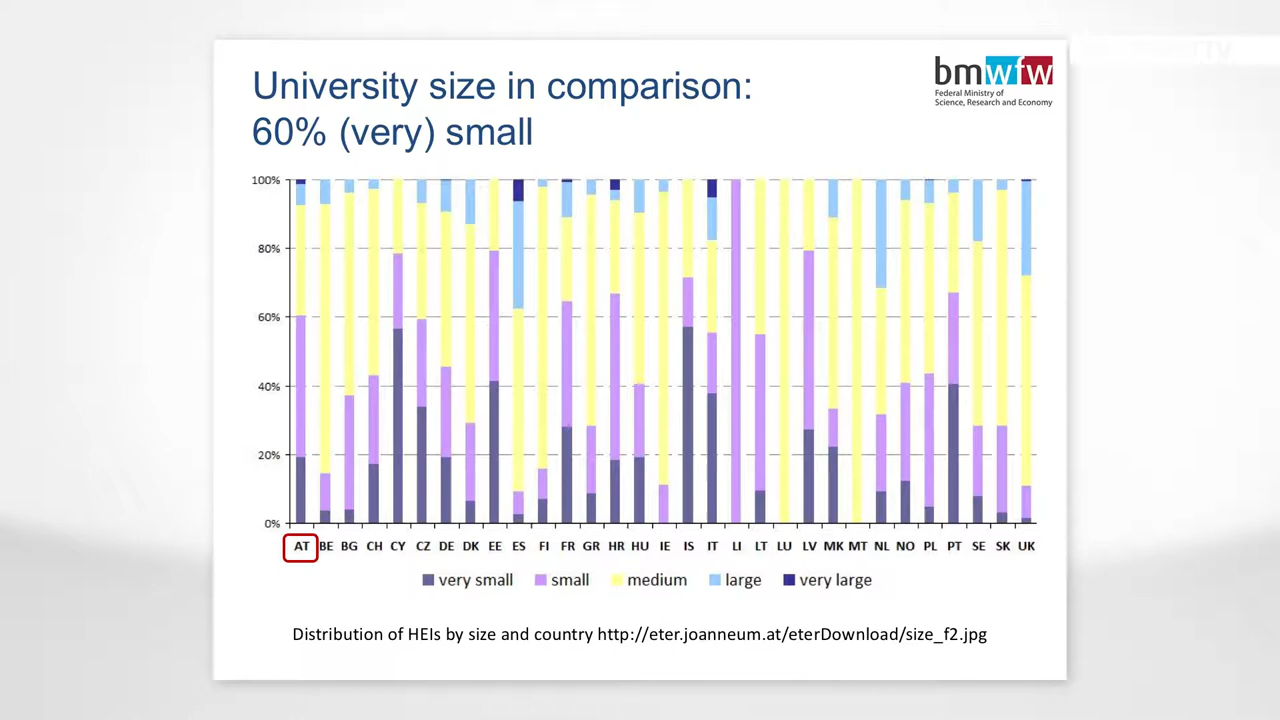 University size in comparison:
60% (very) small
bmwfw
Federal Ministry of
Science, Research and Economy
100%
80%
60%
40%
20%
0%
AT BE BG CH CY CZ DE DK EE ES FI FR GR HR HU IE IS IT LI LT LU LV MK MT NL NO PL PT SE SK UK
very small small medium large very large
Distribution of HEIs by size and country http://eter.joanneum.at/eterDownload/size_f2.jpg